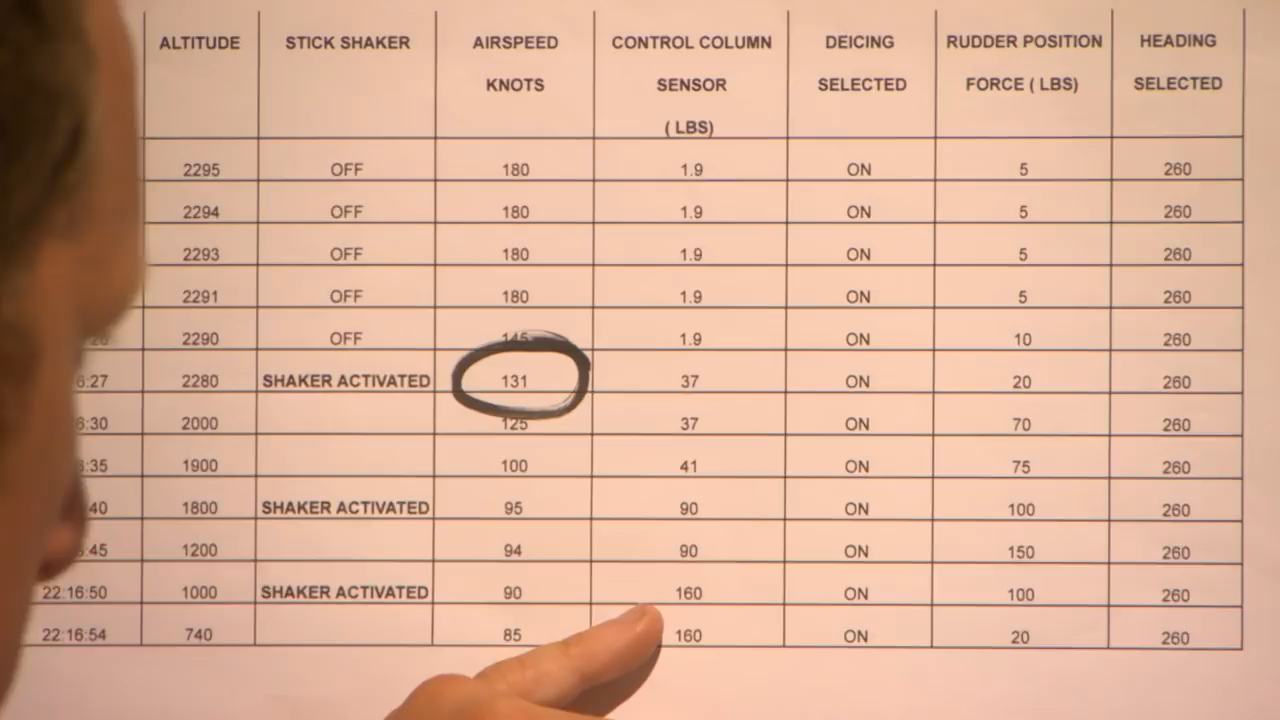 ALTITUDE STICK SHAKER AIRSPEED CONTROL COLUMN DEICING RUDDER POSITION HEADING
KNOTS SENSOR SELECTED FORCE ( LBS) SELECTED
( LBS)
2295 OFF 180 1.9 ON 5 260
2294 OFF 180 1.9 ON 5 260
2293 OFF 180 1.9 ON 5 260
2291 OFF 180 1.9 ON 5 260
2290 OFF 145 1.9 ON 10 260
6:27 2280 SHAKER ACTIVATED 131 37 ON 20 260
:30 2000 125 37 ON 70 260
:35 1900 100 41 ON 75 260
40 1800 SHAKER ACTIVATED 95 90 ON 100 260
:45 1200 94 90 ON 150 260
22:16:50 1000 SHAKER ACTIVATED 90 160 ON 100 260
22:16:54 740 85 160 ON 20 260